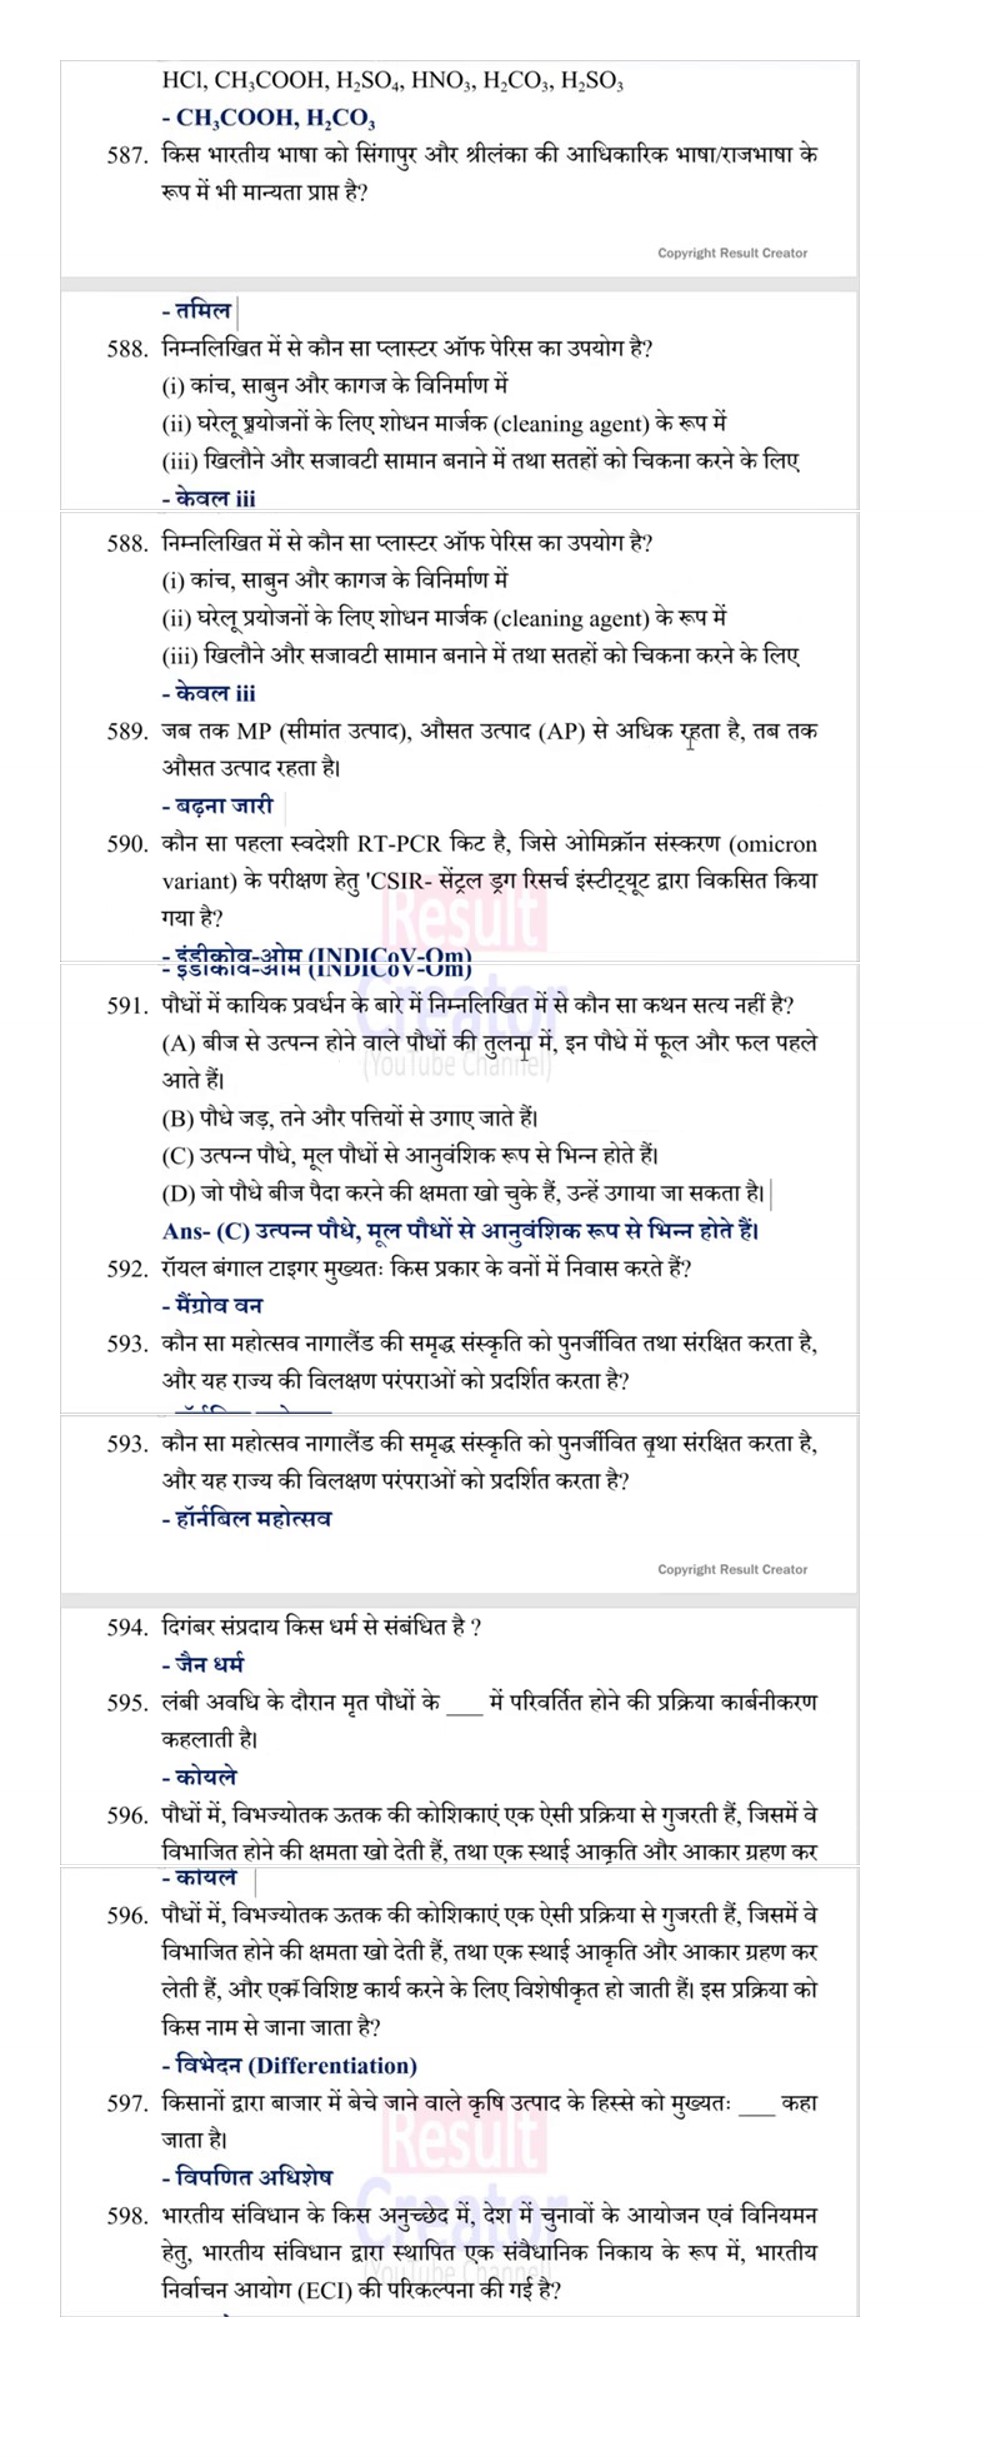 HCl, CH₃COOH, H₂SO₄, HNO₃, H₂CO₃, H₂SO₃
- CH₃COOH, H₂CO₃
587. किस भारतीय भाषा को सिंगापुर और श्रीलंका की आधिकारिक भाषा/राजभाषा के
रूप में भी मान्यता प्राप्त है?
Copyright Result Creator
- तमिल
588. निम्नलिखित में से कौन सा प्लास्टर ऑफ पेरिस का उपयोग है?
(i) कांच, साबुन और कागज के विनिर्माण में
(ii) घरेलू प्रयोजनों के लिए शोधन मार्जक (cleaning agent) के रूप में
(iii) खिलौने और सजावटी सामान बनाने में तथा सतहों को चिकना करने के लिए
- केवल iii
588. निम्नलिखित में से कौन सा प्लास्टर ऑफ पेरिस का उपयोग है?
(i) कांच, साबुन और कागज के विनिर्माण में
(ii) घरेलू प्रयोजनों के लिए शोधन मार्जक (cleaning agent) के रूप में
(iii) खिलौने और सजावटी सामान बनाने में तथा सतहों को चिकना करने के लिए
- केवल iii
589. जब तक MP (सीमांत उत्पाद), औसत उत्पाद (AP) से अधिक रहता है, तब तक
औसत उत्पाद रहता है।
- बढ़ना जारी
590. कौन सा पहला स्वदेशी RT-PCR किट है, जिसे ओमिक्रॉन संस्करण (omicron
variant) के परीक्षण हेतु 'CSIR- सेंट्रल ड्रग रिसर्च इंस्टीट्यूट द्वारा विकसित किया
गया है?
Result
- इंडीकोव-ओम (INDICoV-Om)
- इंडीकोव-ओम (INDICoV-Om)
Creator
(YouTube Channel)
591. पौधों में कायिक प्रवर्धन के बारे में निम्नलिखित में से कौन सा कथन सत्य नहीं है?
(A) बीज से उत्पन्न होने वाले पौधों की तुलना में, इन पौधे में फूल और फल पहले
आते हैं।
(B) पौधे जड़, तने और पत्तियों से उगाए जाते हैं।
(C) उत्पन्न पौधे, मूल पौधों से आनुवंशिक रूप से भिन्न होते हैं।
(D) जो पौधे बीज पैदा करने की क्षमता खो चुके हैं, उन्हें उगाया जा सकता है।
Ans- (C) उत्पन्न पौधे, मूल पौधों से आनुवंशिक रूप से भिन्न होते हैं।
592. रॉयल बंगाल टाइगर मुख्यतः किस प्रकार के वनों में निवास करते हैं?
- मैंग्रोव वन
593. कौन सा महोत्सव नागालैंड की समृद्ध संस्कृति को पुनर्जीवित तथा संरक्षित करता है,
और यह राज्य की विलक्षण परंपराओं को प्रदर्शित करता है?
593. कौन सा महोत्सव नागालैंड की समृद्ध संस्कृति को पुनर्जीवित तथा संरक्षित करता है,
और यह राज्य की विलक्षण परंपराओं को प्रदर्शित करता है?
- हॉर्नबिल महोत्सव
Copyright Result Creator
594. दिगंबर संप्रदाय किस धर्म से संबंधित है ?
- जैन धर्म
595. लंबी अवधि के दौरान मृत पौधों के ___ में परिवर्तित होने की प्रक्रिया कार्बनीकरण
कहलाती है।
- कोयले
596. पौधों में, विभज्योतक ऊतक की कोशिकाएं एक ऐसी प्रक्रिया से गुजरती हैं, जिसमें वे
विभाजित होने की क्षमता खो देती हैं, तथा एक स्थाई आकृति और आकार ग्रहण कर
- कोयले
596. पौधों में, विभज्योतक ऊतक की कोशिकाएं एक ऐसी प्रक्रिया से गुजरती हैं, जिसमें वे
विभाजित होने की क्षमता खो देती हैं, तथा एक स्थाई आकृति और आकार ग्रहण कर
लेती हैं, और एक विशिष्ट कार्य करने के लिए विशेषीकृत हो जाती हैं। इस प्रक्रिया को
किस नाम से जाना जाता है?
- विभेदन (Differentiation)
597. किसानों द्वारा बाजार में बेचे जाने वाले कृषि उत्पाद के हिस्से को मुख्यतः ___ कहा
जाता है।
Result
- विपणित अधिशेष
Creator
(YouTube Channel)
598. भारतीय संविधान के किस अनुच्छेद में, देश में चुनावों के आयोजन एवं विनियमन
हेतु, भारतीय संविधान द्वारा स्थापित एक संवैधानिक निकाय के रूप में, भारतीय
निर्वाचन आयोग (ECI) की परिकल्पना की गई है?